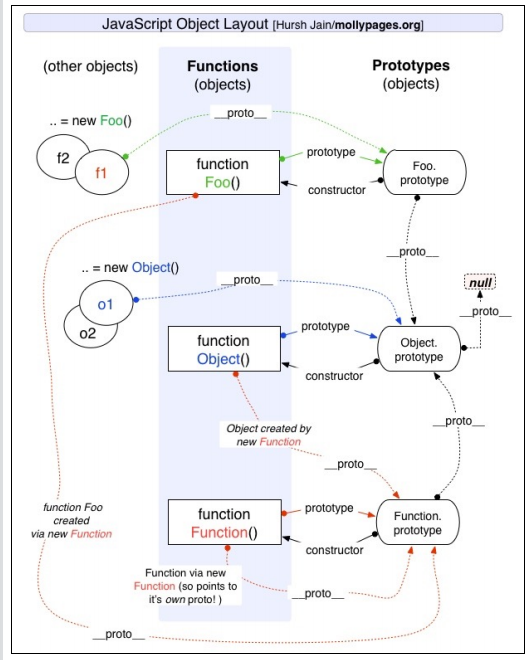 JavaScript Object Layout [Hursh Jain/mollypages.org]
(other objects)
Functions
(objects)
Prototypes
(objects)
.. = new Foo()
__proto__
f2
f1
function
Foo()
prototype
constructor
Foo.
prototype
__proto__
.. = new Object()
o1
o2
__proto__
null
__proto__
function
Object()
prototype
constructor
Object.
prototype
Object created by
new Function
__proto__
__proto__
function Foo
created
via new Function
function
Function()
prototype
constructor
Function.
prototype
Function via new
Function (so points to
it's own proto! )
__proto__
__proto__